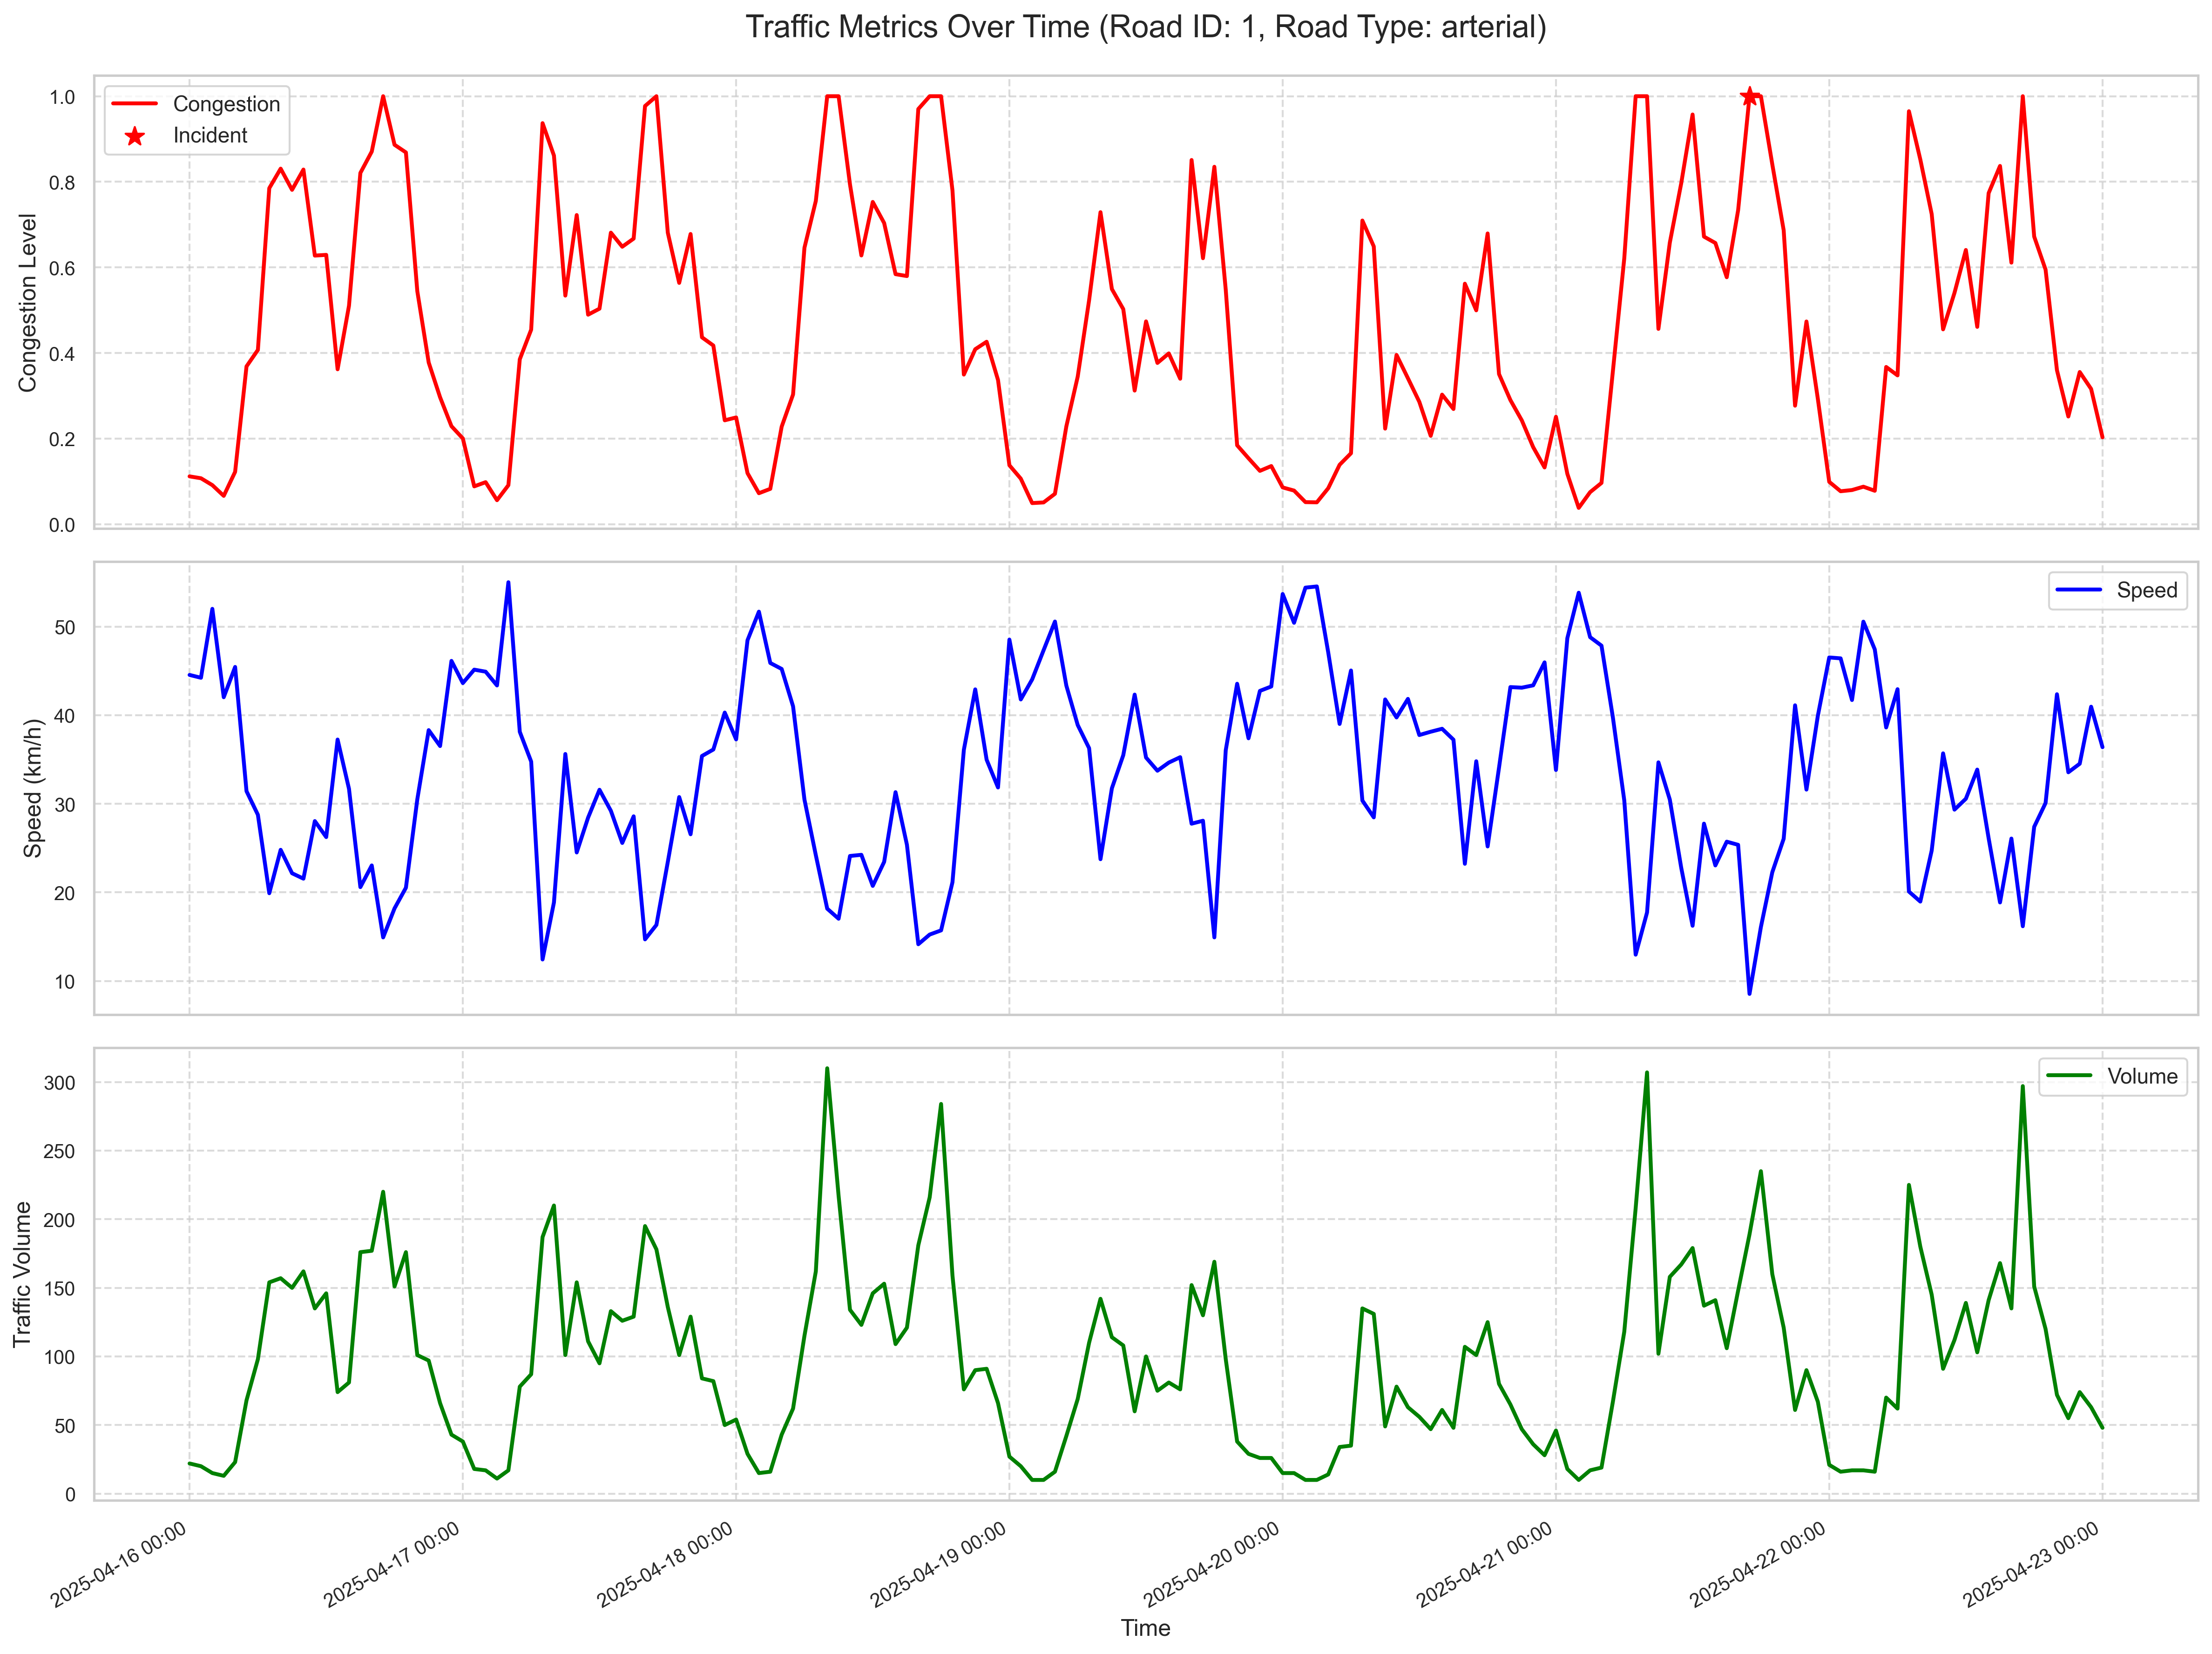 Traffic Metrics Over Time (Road ID: 1, Road Type: arterial)
Congestion
Incident
Congestion Level
1.0
0.8
0.6
0.4
0.2
0.0
Speed
Speed (km/h)
50
40
30
20
10
Volume
Traffic Volume
300
250
200
150
100
50
0
2025-04-16 00:00
2025-04-17 00:00
2025-04-18 00:00
2025-04-19 00:00
2025-04-20 00:00
2025-04-21 00:00
2025-04-22 00:00
2025-04-23 00:00
Time